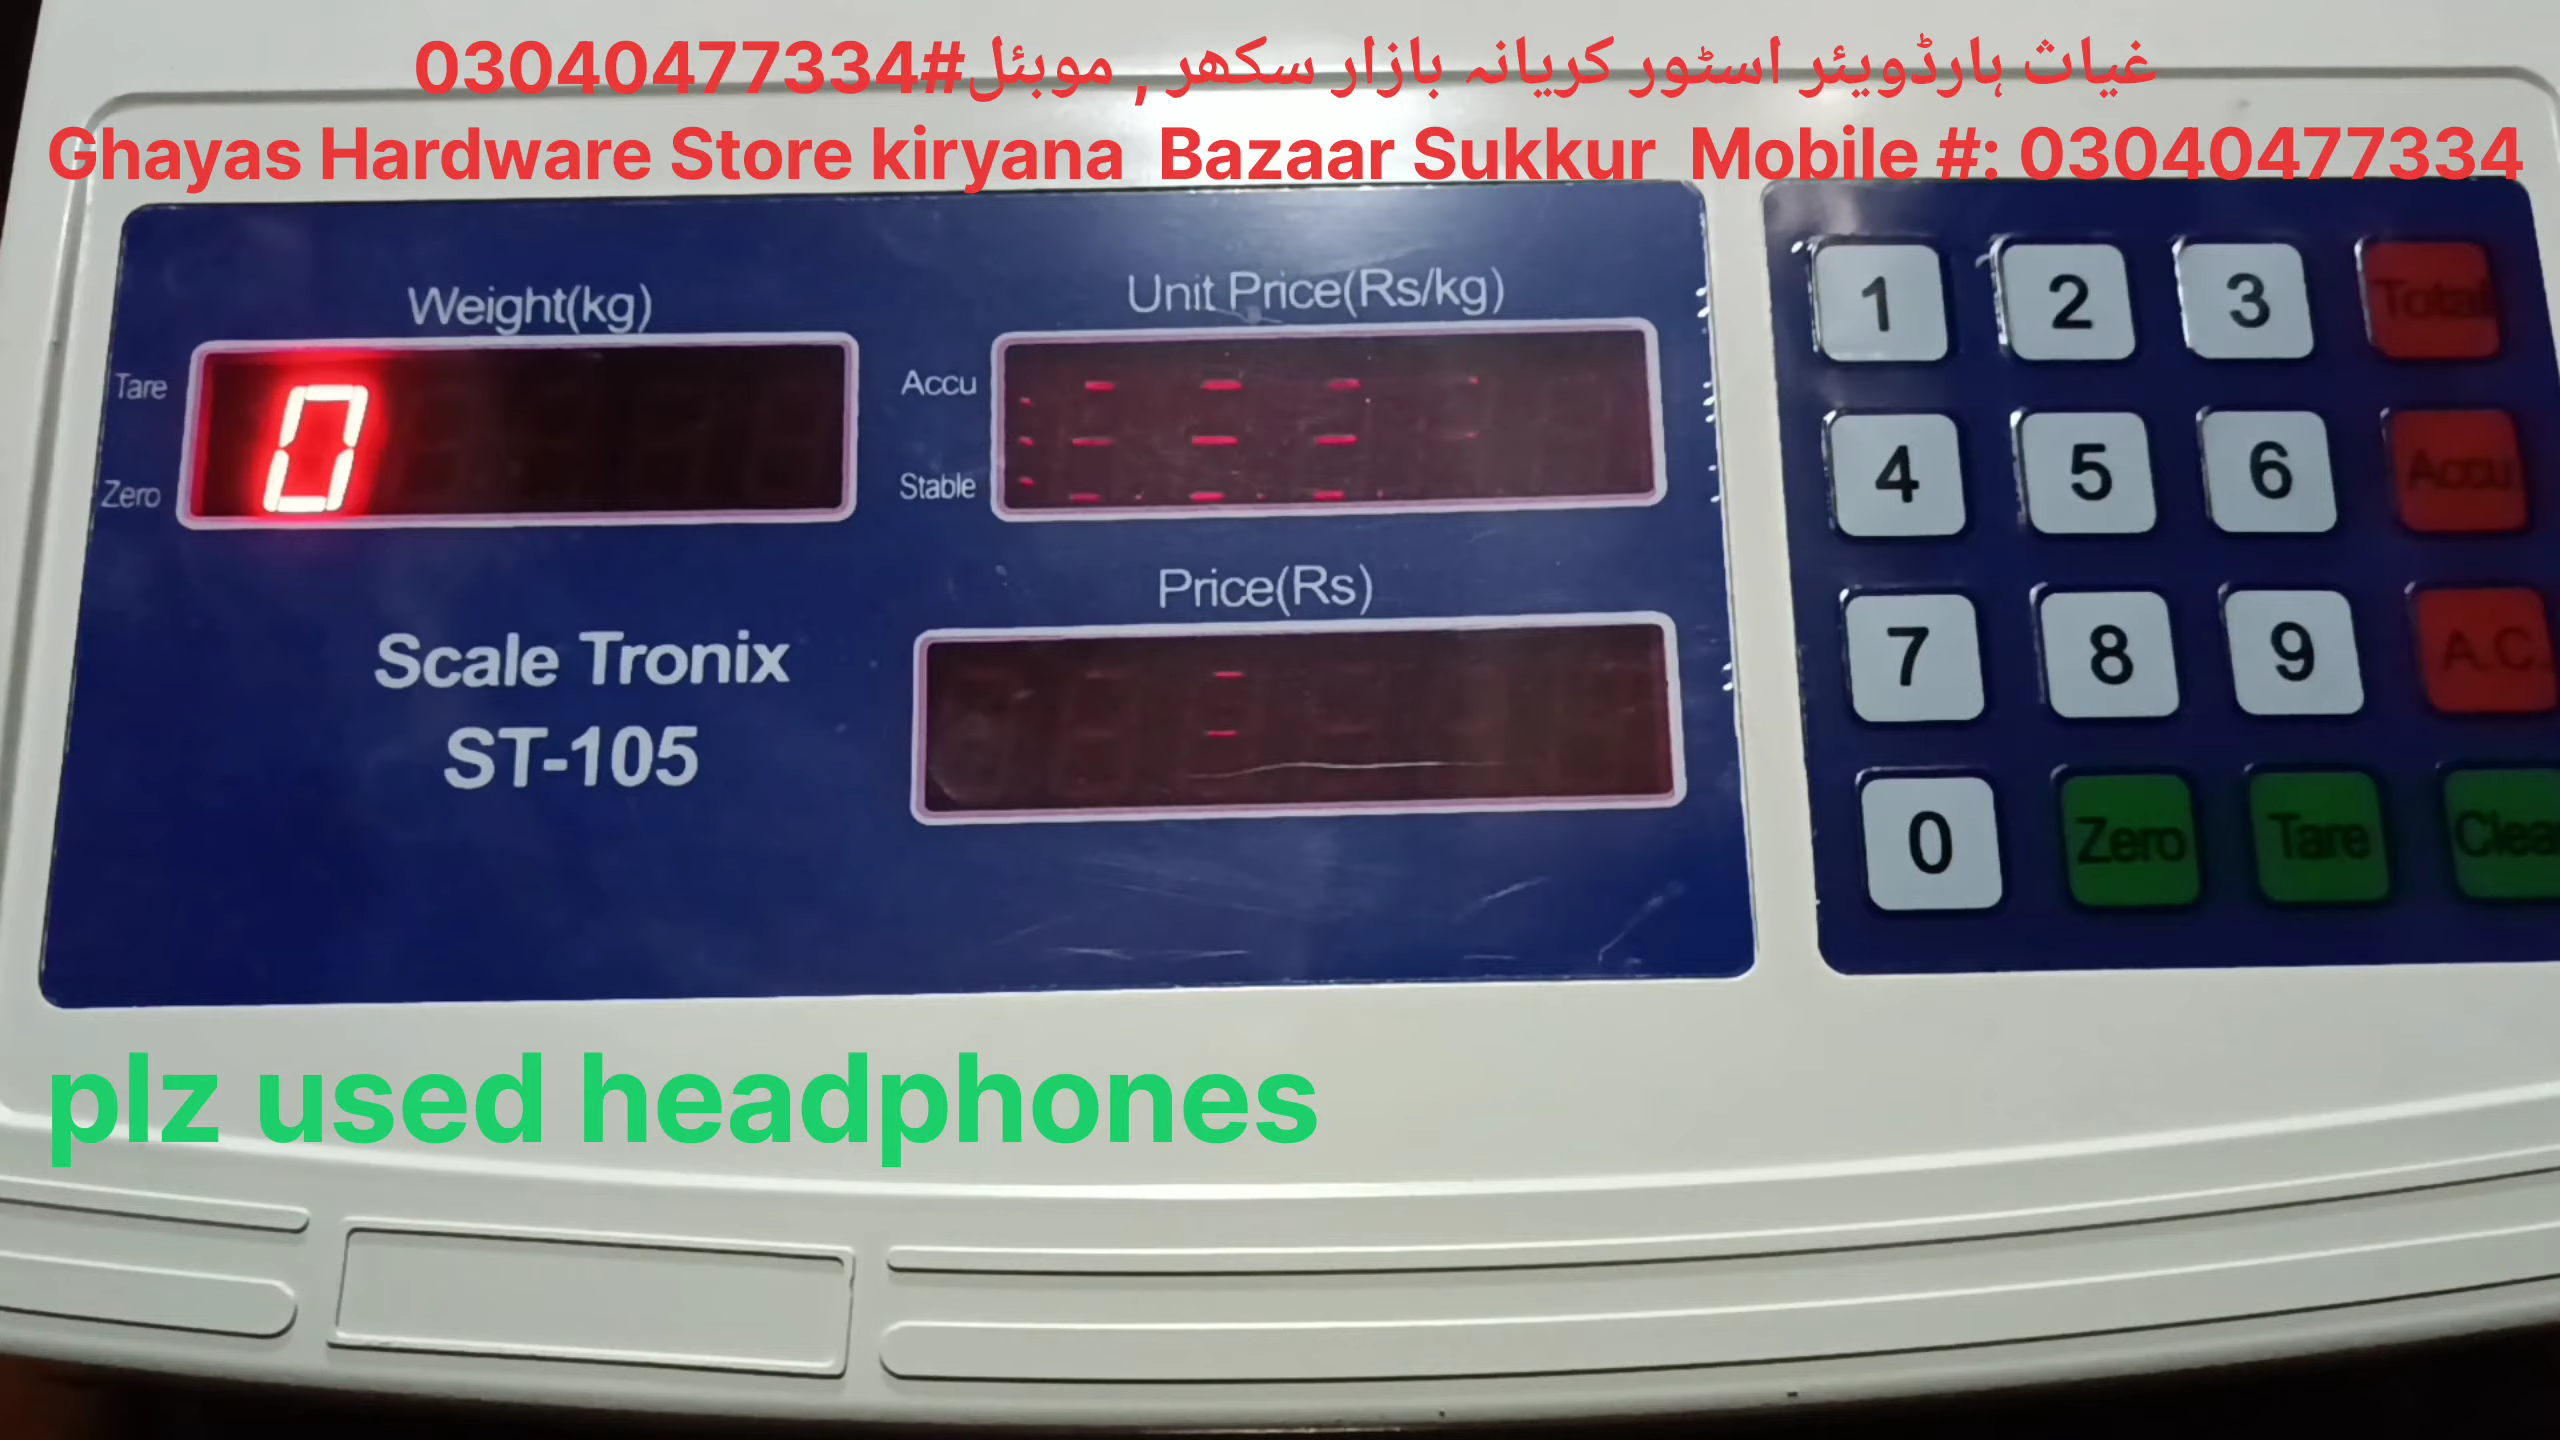 غیاث ہارڈویئر اسٹور کریانہ بازار سکھر , موبئل#03040477334
Ghayas Hardware Store kiryana Bazaar Sukkur Mobile #: 03040477334
Weight(kg)
Unit Price(Rs/kg)
Tare
Zero
0
Accu
Stable
Price(Rs)
Scale Tronix
ST-105
1 2 3 Total
4 5 6 Accu
7 8 9 A.C.
0 Zero Tare Clea
plz used headphones